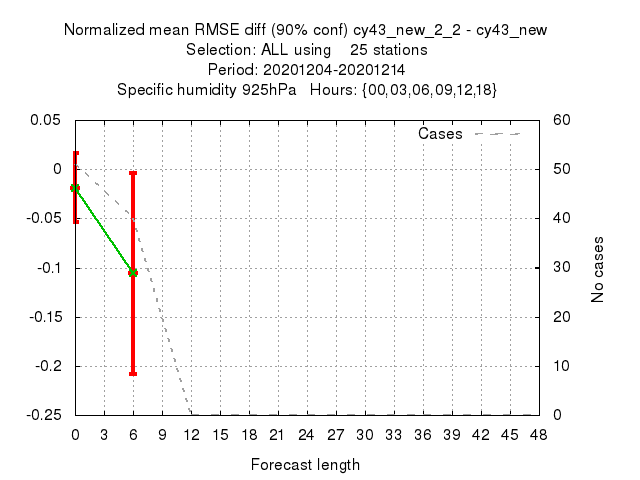 Normalized mean RMSE diff (90% conf) cy43_new_2_2 - cy43_new
Selection: ALL using    25 stations
Period: 20201204-20201214
Specific humidity 925hPa   Hours: {00,03,06,09,12,18}
0.05
0
-0.05
-0.1
-0.15
-0.2
-0.25
Cases
60
50
40
30
20
10
0
No cases
0 3 6 9 12 15 18 21 24 27 30 33 36 39 42 45 48
Forecast length